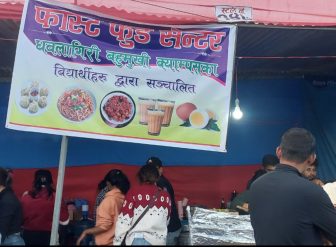 फास्ट फुड सेन्टर
धवलागिरी बहुमुखी क्याम्पसका
विद्यार्थीहरु द्वारा सञ्चालित